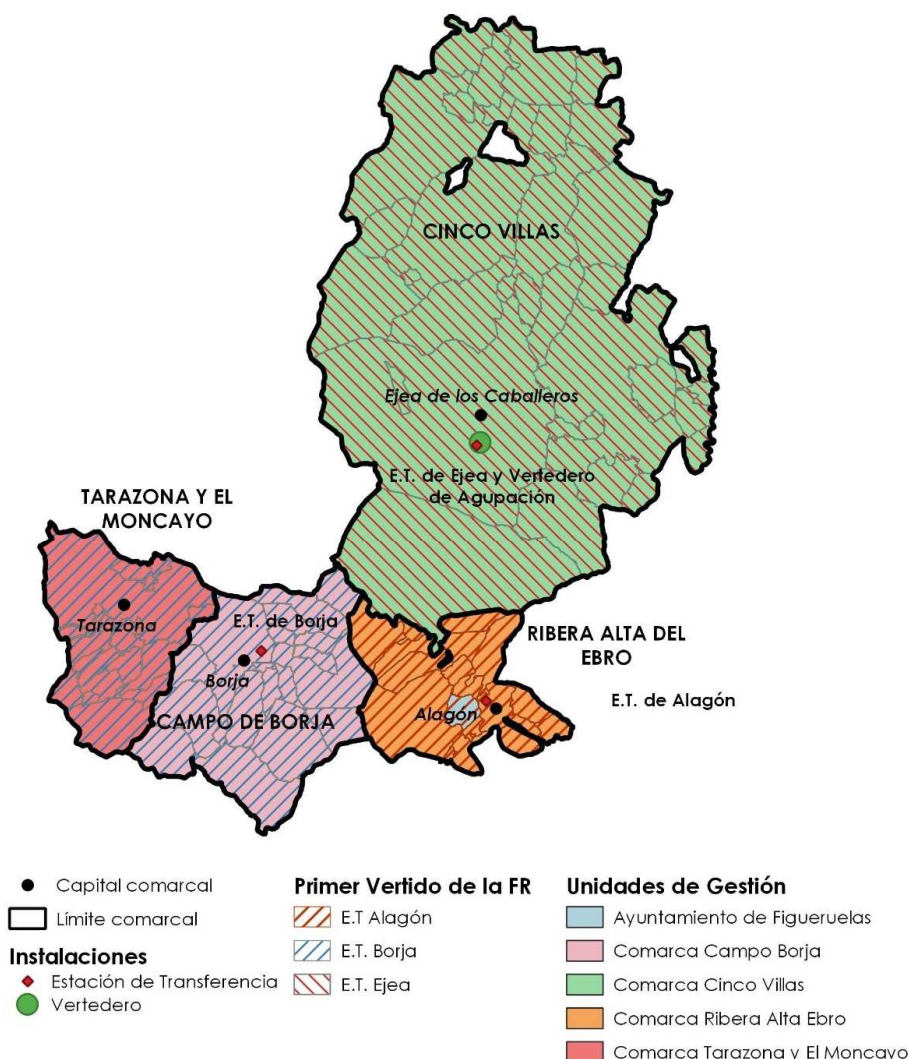 CINCO VILLAS
Ejea de los Caballeros
E.T. de Ejea y Vertedero
de Agupación
TARAZONA Y EL
MONCAYO
Tarazona
E.T. de Borja
Borja
CAMPO DE BORJA
RIBERA ALTA DEL
EBRO
Alagón
E.T. de Alagón
Capital comarcal
Límite comarcal
Instalaciones
Estación de Transferencia
Vertedero
Primer Vertido de la FR
E.T Alagón
E.T. Borja
E.T. Ejea
Unidades de Gestión
Ayuntamiento de Figueruelas
Comarca Campo Borja
Comarca Cinco Villas
Comarca Ribera Alta Ebro
Comarca Tarazona y El Moncayo